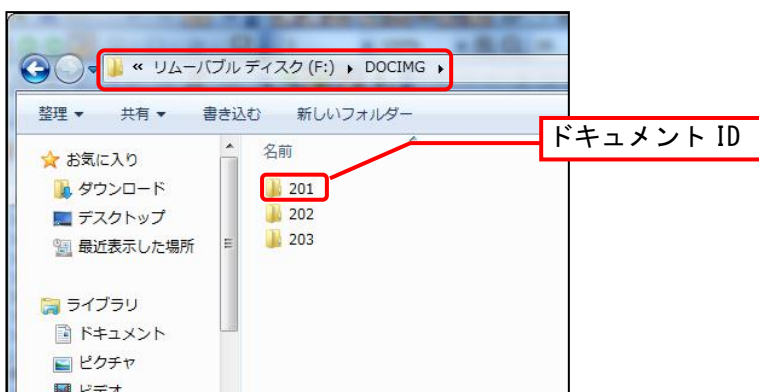 « リムーバブル ディスク (F:) ▸ DOCIMG ▸
整理 ▼ 共有 ▼ 書き込む 新しいフォルダー
ドキュメント ID
お気に入り
ダウンロード
デスクトップ
最近表示した場所
ライブラリ
ドキュメント
ピクチャ
ビデオ
名前
201
202
203